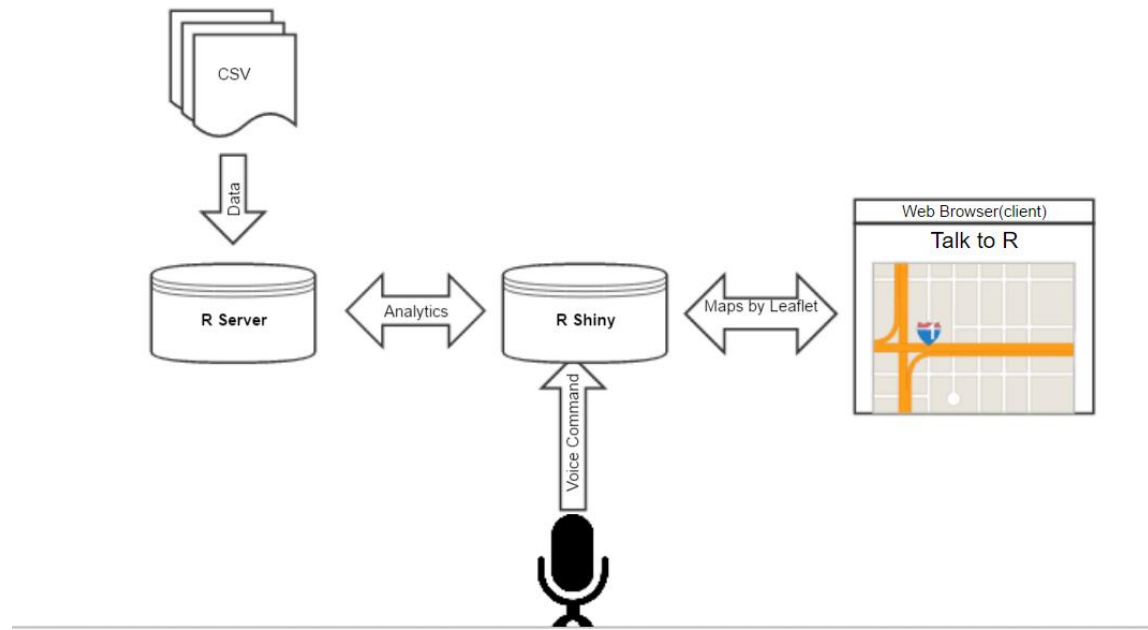 CSV
Data
R Server
Analytics
R Shiny
Maps by Leaflet
Web Browser(client)
Talk to R
Voice Command